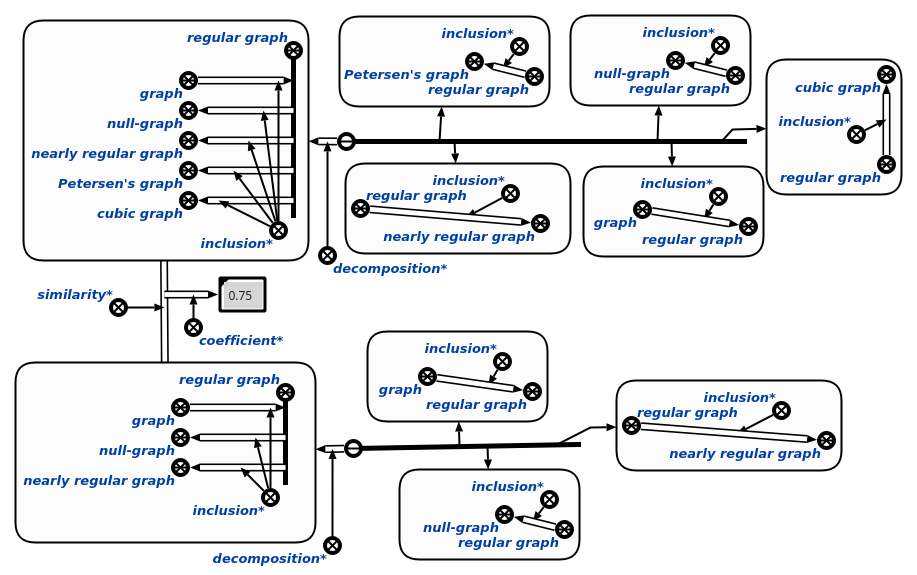 regular graph
graph
null-graph
nearly regular graph
Petersen's graph
cubic graph
inclusion*
inclusion*
Petersen's graph
regular graph
inclusion*
null-graph
regular graph
cubic graph
inclusion*
regular graph
inclusion*
regular graph
nearly regular graph
inclusion*
graph
regular graph
decomposition*
similarity*
0.75
coefficient*
regular graph
graph
null-graph
nearly regular graph
inclusion*
inclusion*
graph
regular graph
inclusion*
regular graph
nearly regular graph
inclusion*
null-graph
regular graph
decomposition*